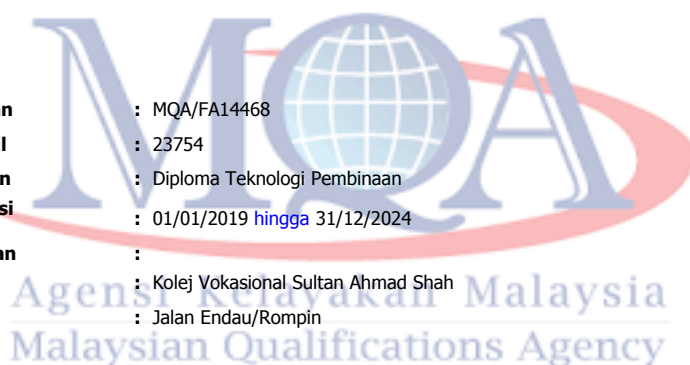 MQA
an : MQA/FA14468
l : 23754
n : Diploma Teknologi Pembinaan
si
: 01/01/2019 hingga 31/12/2024
an :
: Kolej Vokasional Sultan Ahmad Shah
Agensi Kelayakan Malaysia
: Jalan Endau/Rompin
Malaysian Qualifications Agency